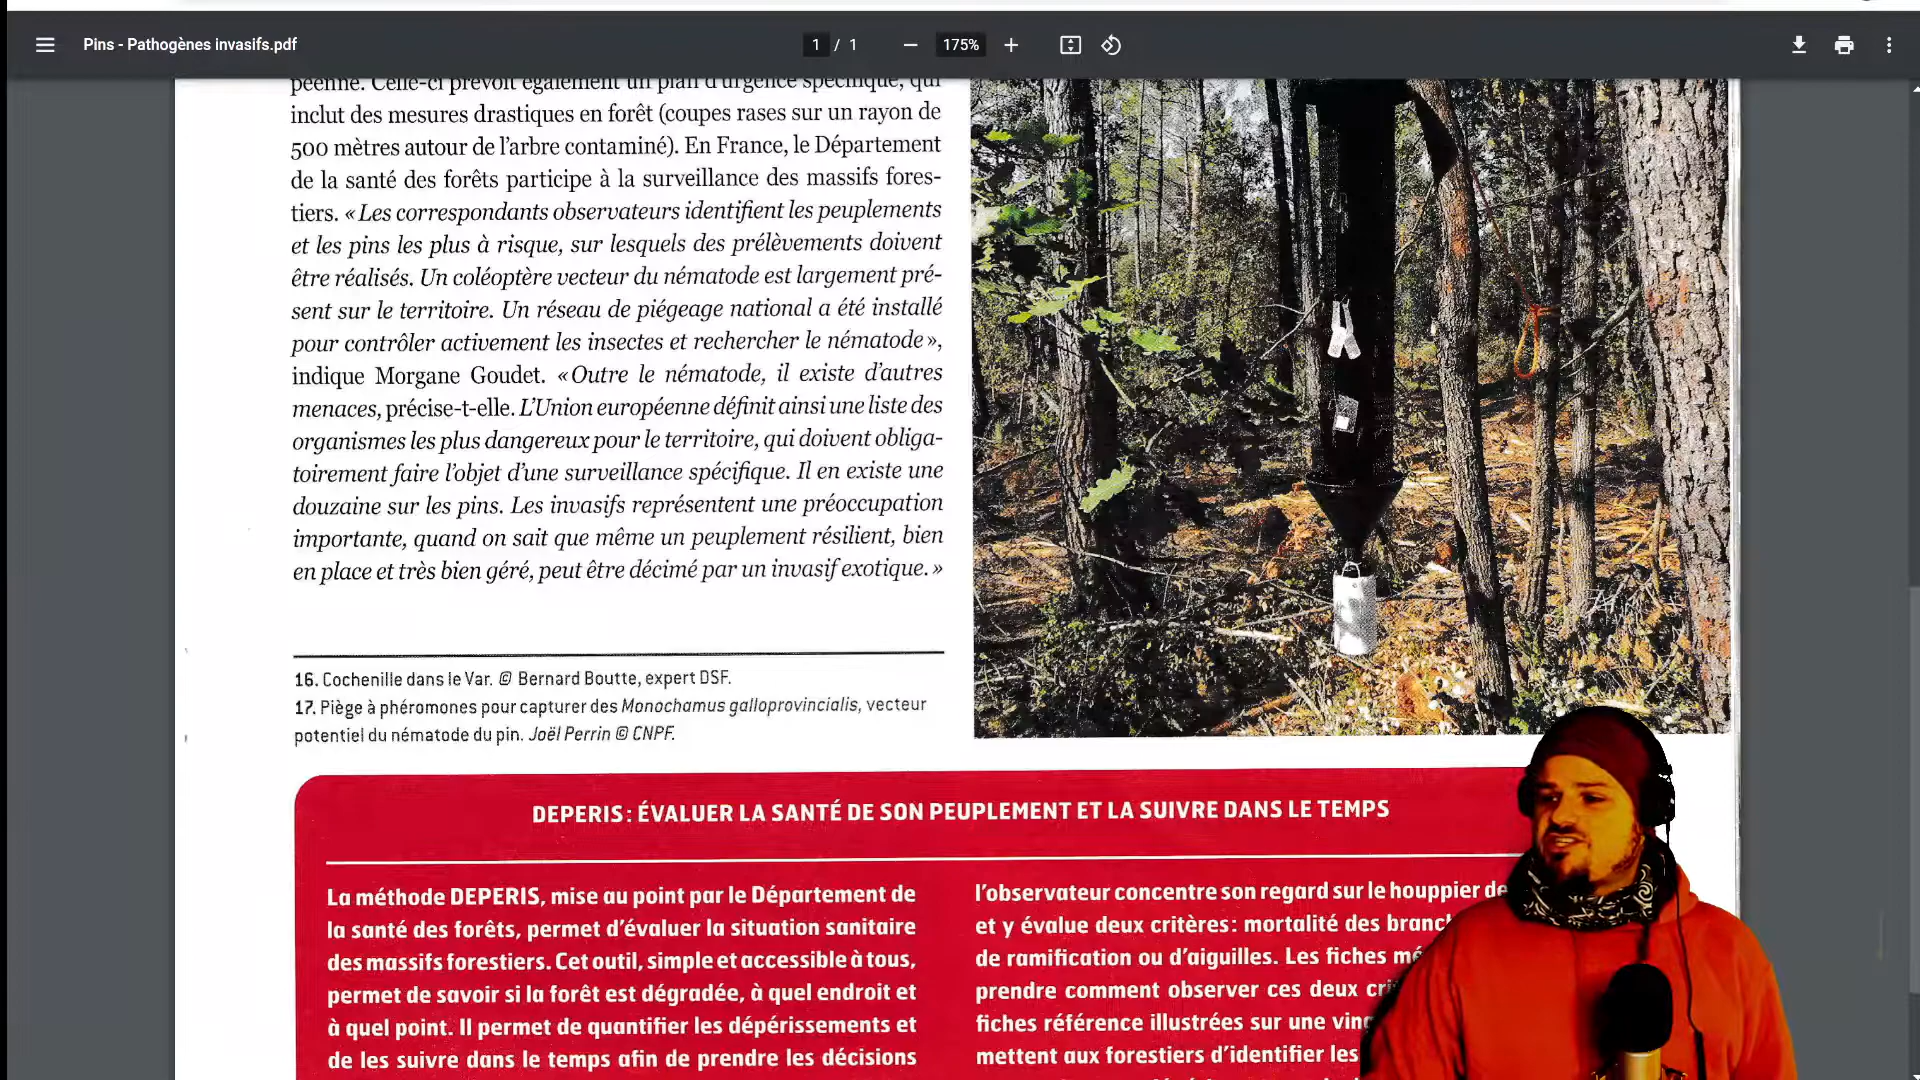 Pins - Pathogènes invasifs.pdf
1 / 1
175%
péenne. Celle-ci prévoit également un plan d'urgence spécifique, qui
inclut des mesures drastiques en forêt (coupes rases sur un rayon de
500 mètres autour de l'arbre contaminé). En France, le Département
de la santé des forêts participe à la surveillance des massifs fores-
tiers. « Les correspondants observateurs identifient les peuplements
et les pins les plus à risque, sur lesquels des prélèvements doivent
être réalisés. Un coléoptère vecteur du nématode est largement pré-
sent sur le territoire. Un réseau de piégeage national a été installé
pour contrôler activement les insectes et rechercher le nématode »,
indique Morgane Goudet. « Outre le nématode, il existe d'autres
menaces, précise-t-elle. L'Union européenne définit ainsi une liste des
organismes les plus dangereux pour le territoire, qui doivent obliga-
toirement faire l'objet d'une surveillance spécifique. Il en existe une
douzaine sur les pins. Les invasifs représentent une préoccupation
importante, quand on sait que même un peuplement résilient, bien
en place et très bien géré, peut être décimé par un invasif exotique. »
16. Cochenille dans le Var. © Bernard Boutte, expert DSF.
17. Piège à phéromones pour capturer des Monochamus galloprovincialis, vecteur
potentiel du nématode du pin. Joël Perrin © CNPF.
DEPERIS : ÉVALUER LA SANTÉ DE SON PEUPLEMENT ET LA SUIVRE DANS LE TEMPS
La méthode DEPERIS, mise au point par le Département de
la santé des forêts, permet d'évaluer la situation sanitaire
des massifs forestiers. Cet outil, simple et accessible à tous,
permet de savoir si la forêt est dégradée, à quel endroit et
à quel point. Il permet de quantifier les dépérissements et
de les suivre dans le temps afin de prendre les décisions
l'observateur concentre son regard sur le houppier de
et y évalue deux critères : mortalité des branc
de ramification ou d'aiguilles. Les fiches mé
prendre comment observer ces deux cri
fiches référence illustrées sur une ving
mettent aux forestiers d'identifier les